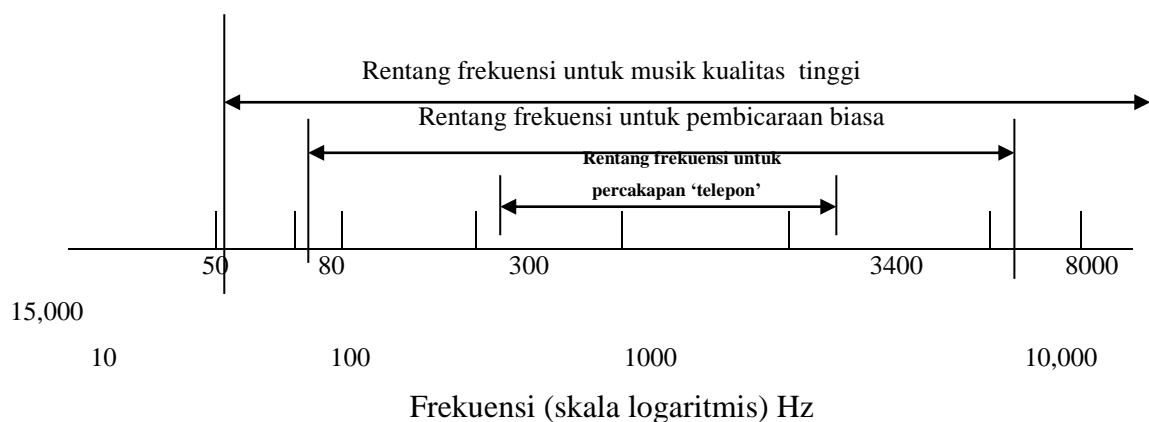 Rentang frekuensi untuk musik kualitas tinggi
Rentang frekuensi untuk pembicaraan biasa
Rentang frekuensi untuk
percakapan ‘telepon’
50 80 300 3400 8000
15,000
10 100 1000 10,000
Frekuensi (skala logaritmis) Hz